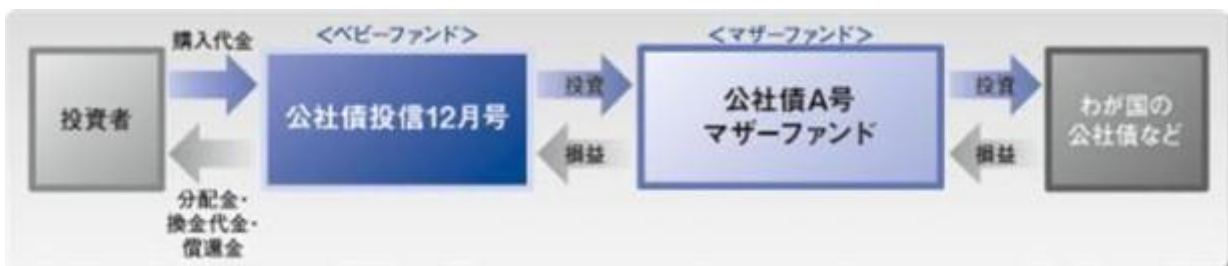 購入代金
<ベビーファンド>
<マザーファンド>
投資者
公社債投信12月号
投資
公社債A号
マザーファンド
投資
わが国の
公社債など
損益
損益
分配金・
換金代金・
償還金